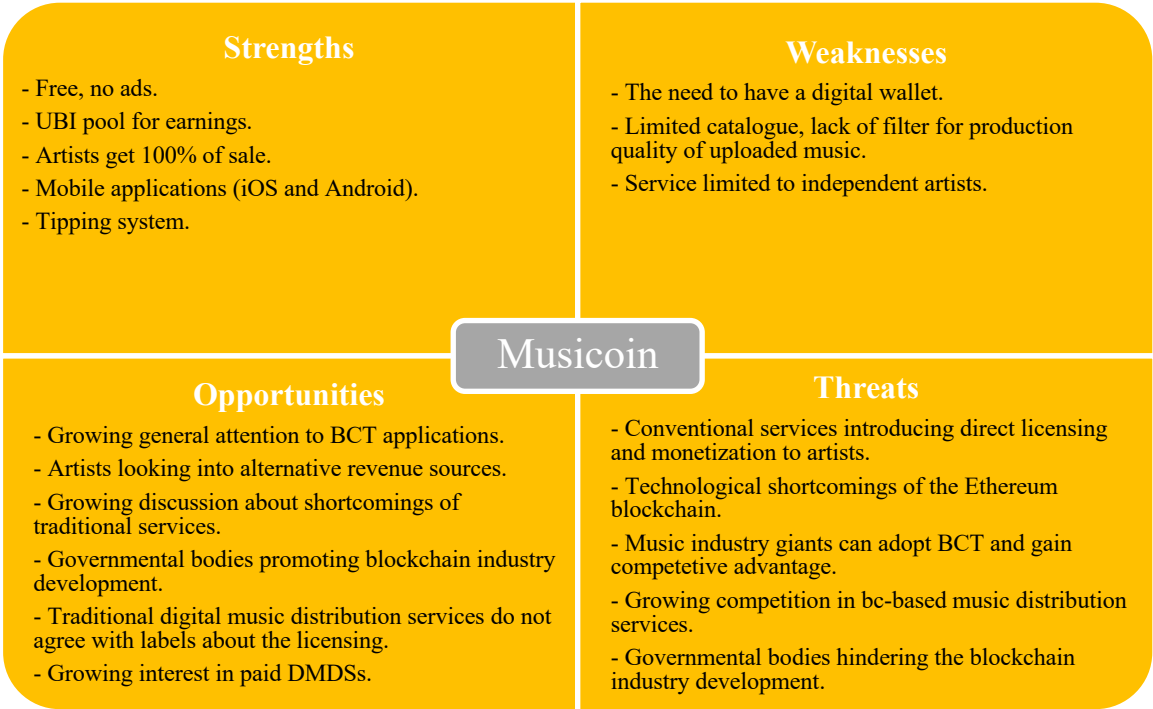 Strengths
- Free, no ads.
- UBI pool for earnings.
- Artists get 100% of sale.
- Mobile applications (iOS and Android).
- Tipping system.
Weaknesses
- The need to have a digital wallet.
- Limited catalogue, lack of filter for production
quality of uploaded music.
- Service limited to independent artists.
Musicoin
Opportunities
- Growing general attention to BCT applications.
- Artists looking into alternative revenue sources.
- Growing discussion about shortcomings of
traditional services.
- Governmental bodies promoting blockchain industry
development.
- Traditional digital music distribution services do not
agree with labels about the licensing.
- Growing interest in paid DMDSs.
Threats
- Conventional services introducing direct licensing
and monetization to artists.
- Technological shortcomings of the Ethereum
blockchain.
- Music industry giants can adopt BCT and gain
competetive advantage.
- Growing competition in bc-based music distribution
services.
- Governmental bodies hindering the blockchain
industry development.